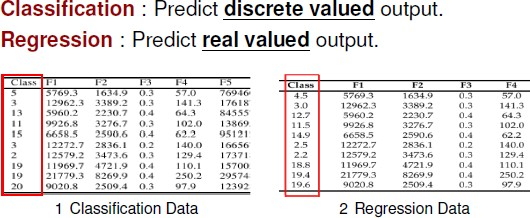 Classification : Predict discrete valued output.
Regression : Predict real valued output.
Class F1 F2 F3 F4 F5
5 5769.3 1634.9 0.3 57.0 76946
3 12962.3 3389.2 0.3 141.3 17618
13 5960.2 2230.7 0.4 64.3 84555
11 9926.8 3276.7 0.3 102.0 13869
15 6658.5 2590.6 0.4 62.2 95121
3 12272.7 2836.1 0.2 140.0 16656
2 12579.2 3473.6 0.3 129.4 17371
19 11969.7 4721.9 0.4 110.1 15700
19 21779.3 8269.9 0.4 250.2 29574
20 9020.8 2509.4 0.3 97.9 12392
1 Classification Data
Class F1 F2 F3 F4
4.5 5769.3 1634.9 0.3 57.0
3.0 12962.3 3389.2 0.3 141.3
12.7 5960.2 2230.7 0.4 64.3
11.5 9926.8 3276.7 0.3 102.0
14.9 6658.5 2590.6 0.4 62.2
2.5 12272.7 2836.1 0.2 140.0
2.2 12579.2 3473.6 0.3 129.4
18.8 11969.7 4721.9 0.4 110.1
19.4 21779.3 8269.9 0.4 250.2
19.6 9020.8 2509.4 0.3 97.9
2 Regression Data